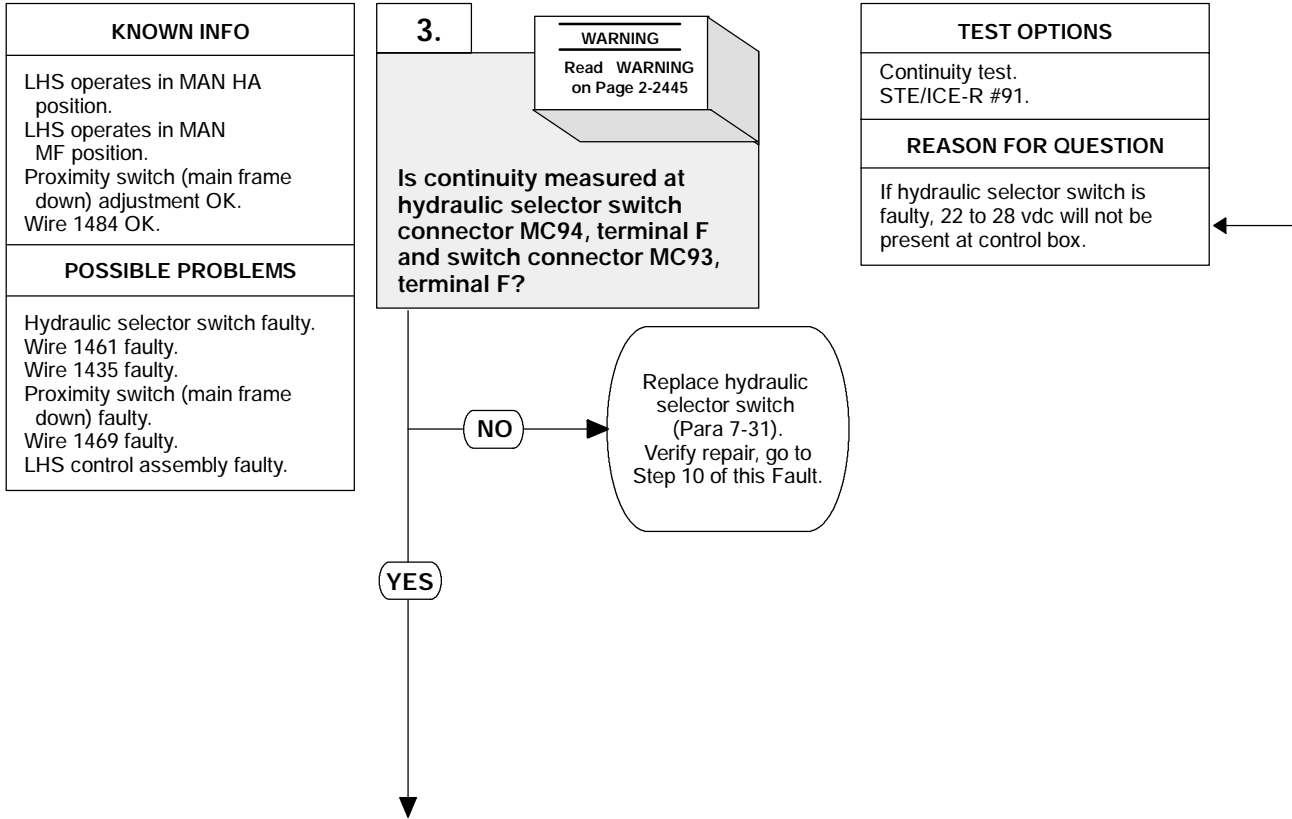 KNOWN INFO
LHS operates in MAN HA
position.
LHS operates in MAN
MF position.
Proximity switch (main frame
down) adjustment OK.
Wire 1484 OK.
POSSIBLE PROBLEMS
Hydraulic selector switch faulty.
Wire 1461 faulty.
Wire 1435 faulty.
Proximity switch (main frame
down) faulty.
Wire 1469 faulty.
LHS control assembly faulty.
3.
WARNING
Read WARNING
on Page 2-2445
Is continuity measured at
hydraulic selector switch
connector MC94, terminal F
and switch connector MC93,
terminal F?
NO
Replace hydraulic
selector switch
(Para 7-31).
Verify repair, go to
Step 10 of this Fault.
YES
TEST OPTIONS
Continuity test.
STE/ICE-R #91.
REASON FOR QUESTION
If hydraulic selector switch is
faulty, 22 to 28 vdc will not be
present at control box.